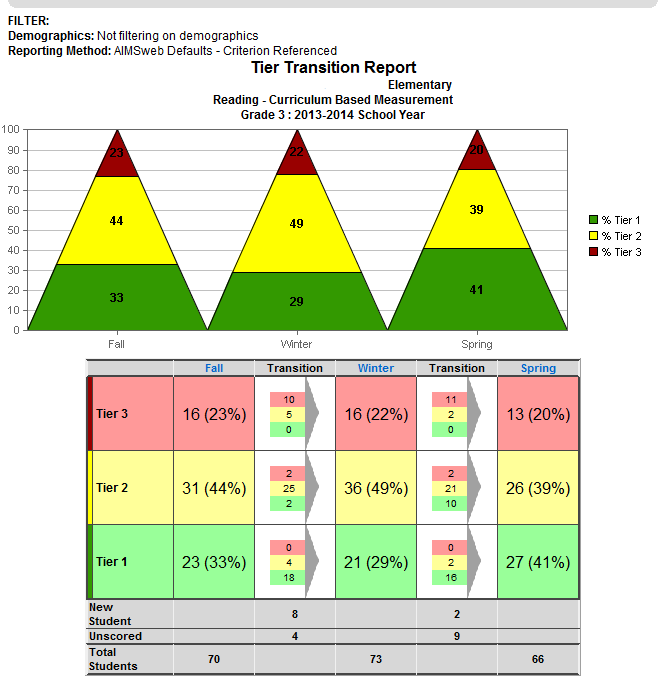 FILTER:
Demographics: Not filtering on demographics
Reporting Method: AIMSweb Defaults - Criterion Referenced
Tier Transition Report
Elementary
Reading - Curriculum Based Measurement
Grade 3 : 2013-2014 School Year
100
90
80
70
60
50
40
30
20
10
0
23
22
20
44
49
39
33
29
41
Fall
Winter
Spring
% Tier 1
% Tier 2
% Tier 3
Fall Transition Winter Transition Spring
Tier 3 16 (23%) 16 (22%) 13 (20%)
10 11
5 2
0 0
Tier 2 31 (44%) 36 (49%) 26 (39%)
2 2
25 21
2 10
Tier 1 23 (33%) 21 (29%) 27 (41%)
0 0
4 2
18 16
New
Student 8 2
Unscored 4 9
Total
Students 70 73 66